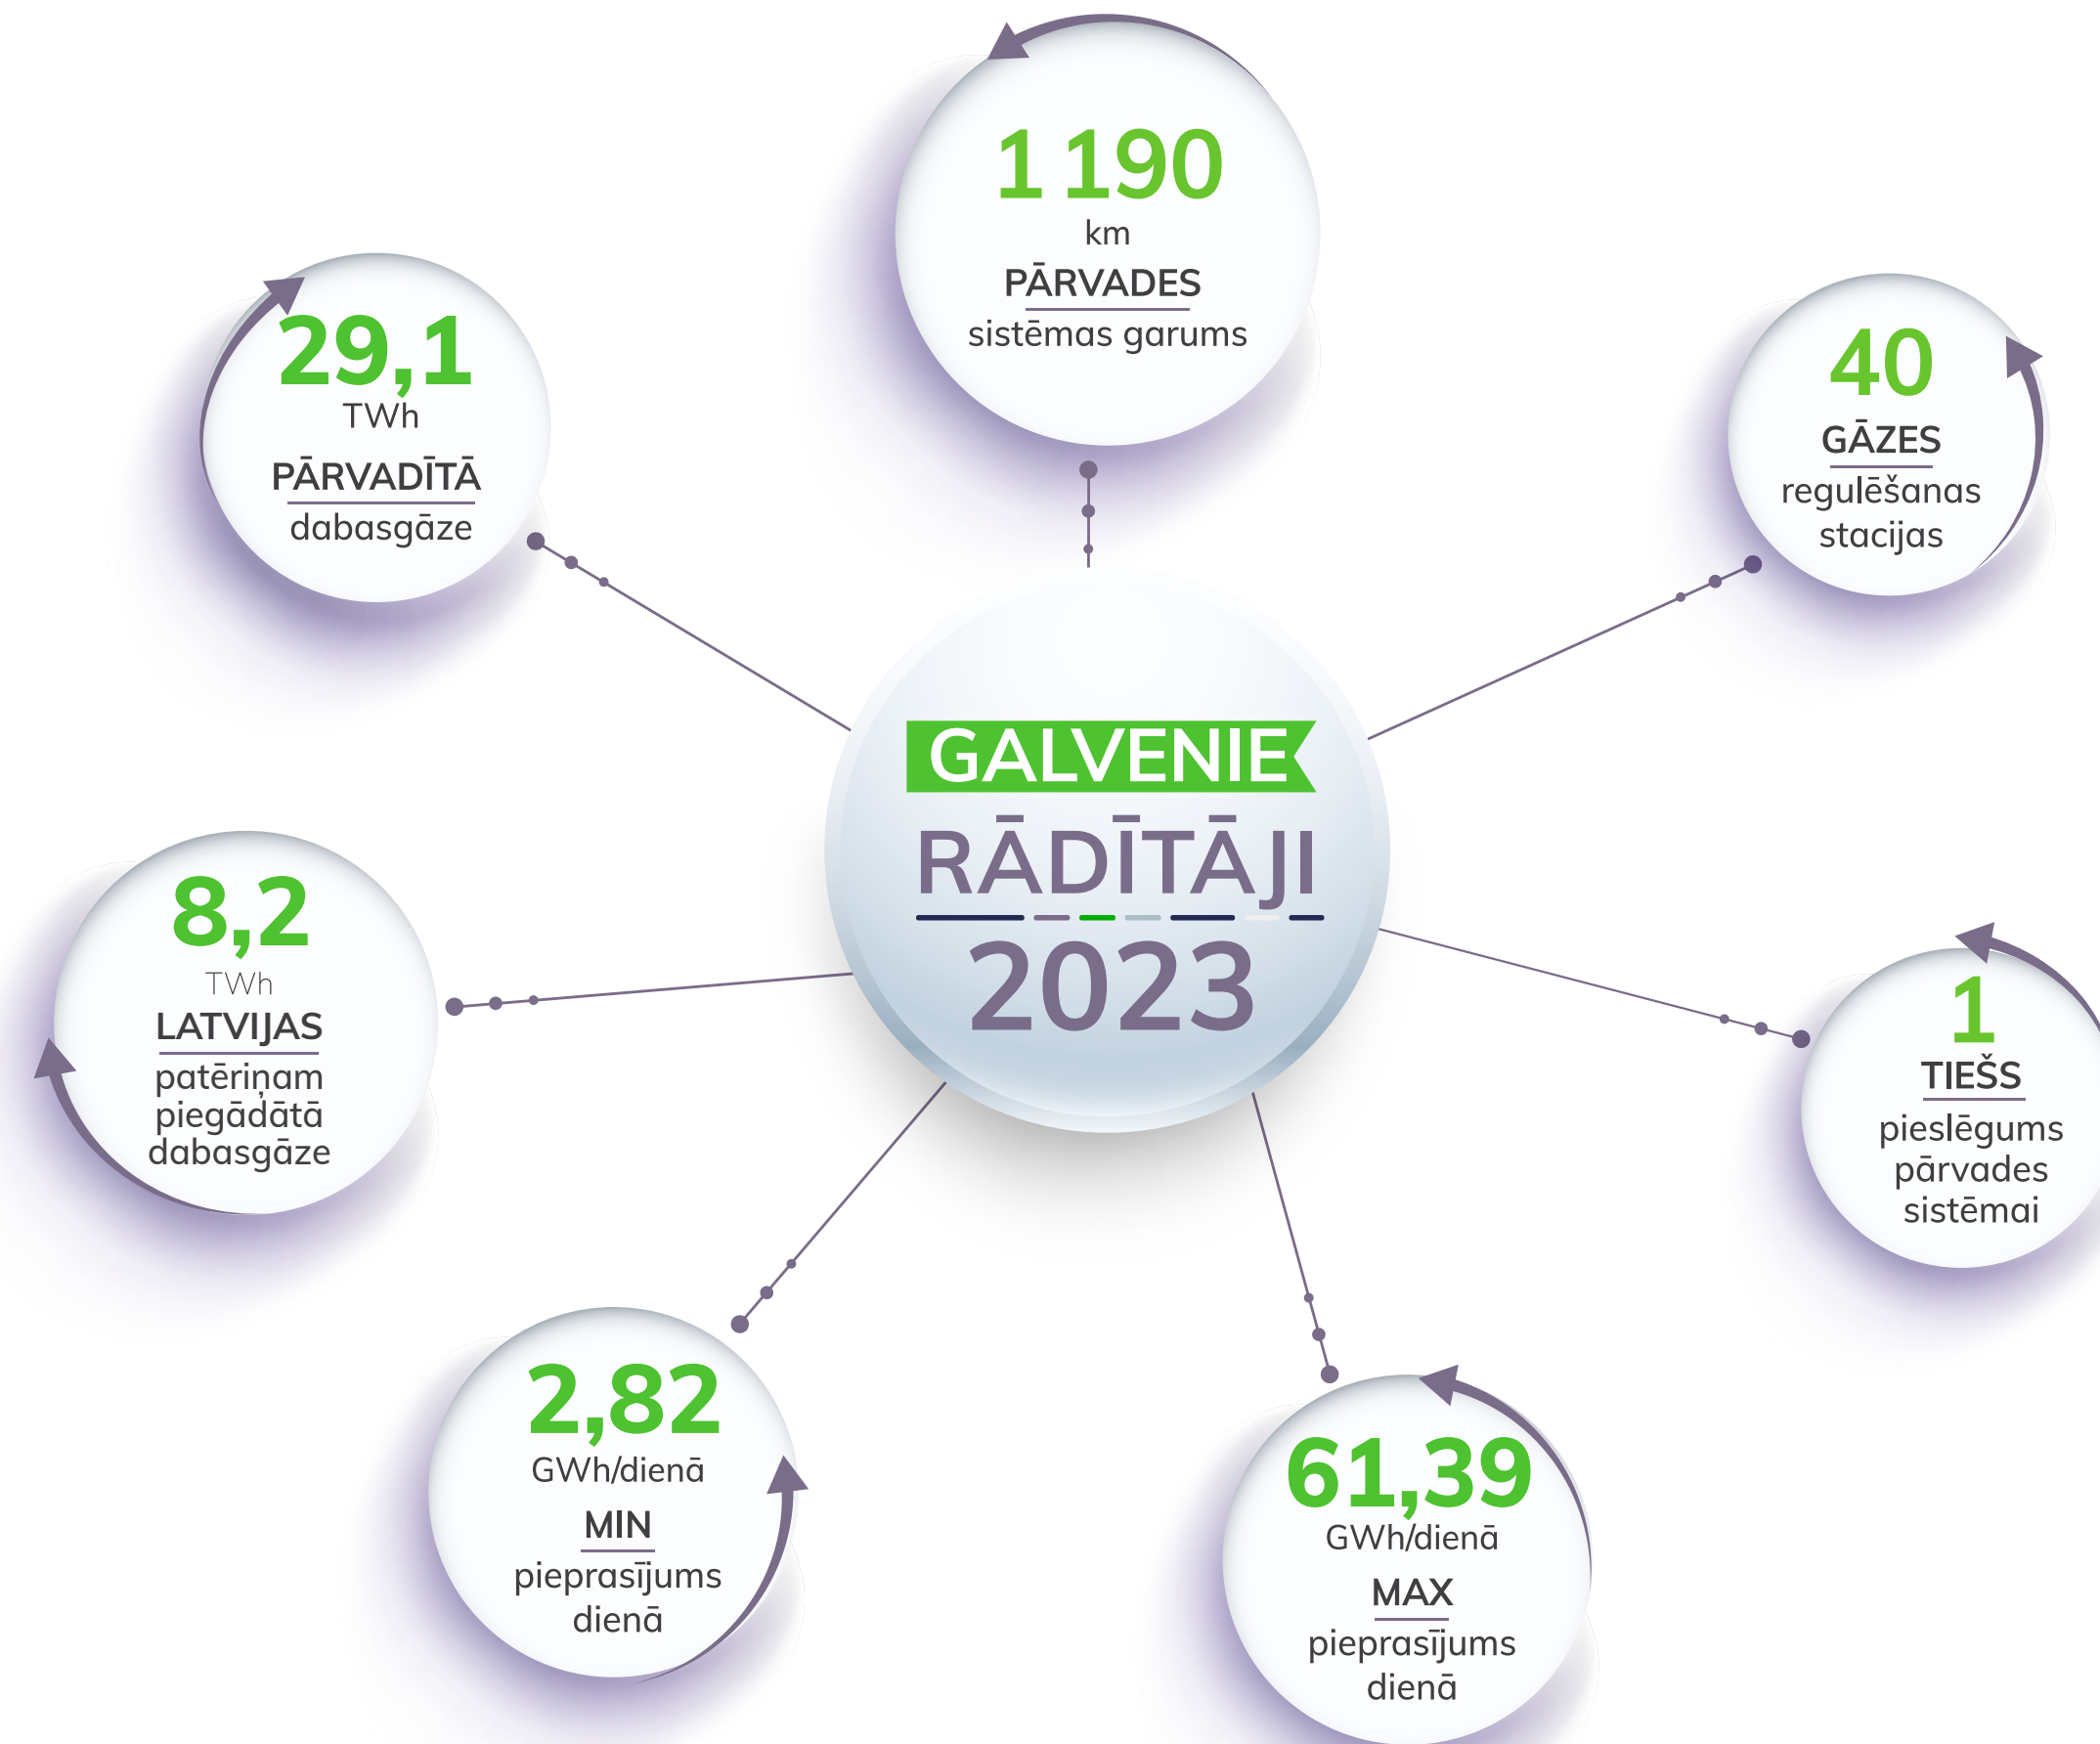 1 190
km
PĀRVADES
sistēmas garums
29,1
TWh
PĀRVADĪTĀ
dabasgāze
40
GĀZES
regulēšanas
stacijas
GALVENIE
RĀDĪTĀJI
2023
8,2
TWh
LATVIJAS
patēriņam
piegādātā
dabasgāze
1
TIEŠS
pieslēgums
pārvades
sistēmai
2,82
GWh/dienā
MIN
pieprasījums
dienā
61,39
GWh/dienā
MAX
pieprasījums
dienā